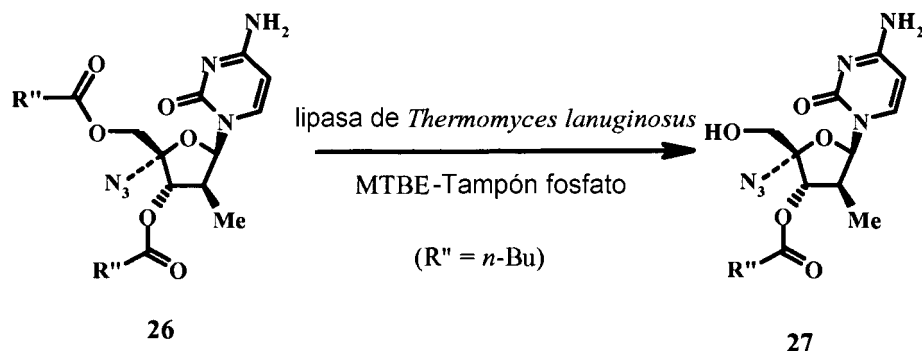 NH2
O
N
R"
O
N
O
O
N3
Me
O
R"
O
26
lipasa de Thermomyces lanuginosus
MTBE-Tampón fosfato
(R" = n-Bu)
NH2
N
O
N
HO
O
N3
Me
O
R"
O
27